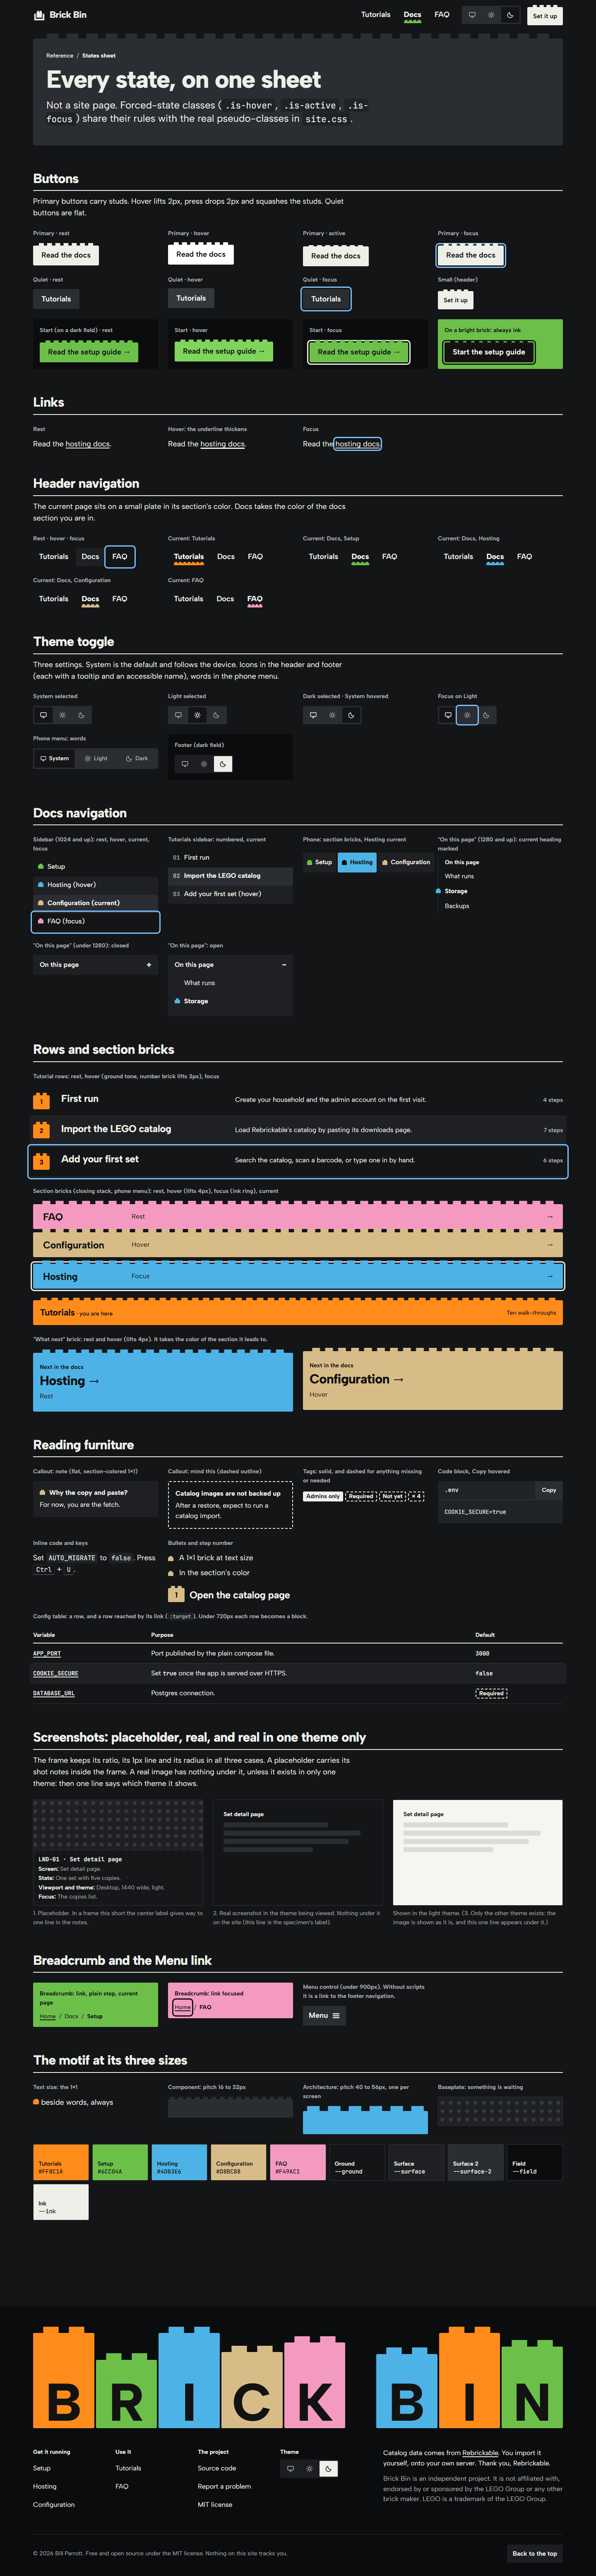 Brick Bin
Tutorials Docs FAQ Set it up
Reference / States sheet
Every state, on one sheet
Not a site page. Forced-state classes ( .is-hover , .is-active , .is-
focus ) share their rules with the real pseudo-classes in site.css .
Buttons
Primary buttons carry studs. Hover lifts 2px, press drops 2px and squashes the studs. Quiet
buttons are flat.
Primary · rest Primary · hover Primary · active Primary · focus
Read the docs Read the docs Read the docs Read the docs
Quiet · rest Quiet · hover Quiet · focus Small (header)
Tutorials Tutorials Tutorials Set it up
Start (on a dark field) · rest Start · hover Start · focus On a bright brick: always ink
Read the setup guide → Read the setup guide → Read the setup guide → Start the setup guide
Links
Rest Hover: the underline thickens Focus
Read the hosting docs. Read the hosting docs. Read the hosting docs.
Header navigation
The current page sits on a small plate in its section's color. Docs takes the color of the docs
section you are in.
Rest · hover · focus Current: Tutorials Current: Docs, Setup Current: Docs, Hosting
Tutorials Docs FAQ Tutorials Docs FAQ Tutorials Docs FAQ Tutorials Docs FAQ
Current: Docs, Configuration Current: FAQ
Tutorials Docs FAQ Tutorials Docs FAQ
Theme toggle
Three settings. System is the default and follows the device. Icons in the header and footer
(each with a tooltip and an accessible name), words in the phone menu.
System selected Light selected Dark selected · System hovered Focus on Light
Phone menu: words Footer (dark field)
System Light Dark
Docs navigation
Sidebar (1024 and up): rest, hover, current,
focus
Setup
Hosting (hover)
Configuration (current)
FAQ (focus)
Tutorials sidebar: numbered, current
01 First run
02 Import the LEGO catalog
03 Add your first set (hover)
Phone: section bricks, Hosting current
Setup Hosting Configuration
"On this page" (1280 and up): current heading
marked
On this page
What runs
Storage
Backups
"On this page" (under 1280): closed
On this page +
"On this page": open
On this page −
What runs
Storage
Rows and section bricks
Tutorial rows: rest, hover (ground tone, number brick lifts 3px), focus
1 First run Create your household and the admin account on the first visit. 4 steps
2 Import the LEGO catalog Load Rebrickable's catalog by pasting its downloads page. 7 steps
3 Add your first set Search the catalog, scan a barcode, or type one in by hand. 6 steps
Section bricks (closing stack, phone menu): rest, hover (lifts 4px), focus (ink ring), current
FAQ Rest →
Configuration Hover →
Hosting Focus →
Tutorials · you are here Ten walk-throughs
"What next" brick: rest and hover (lifts 4px). It takes the color of the section it leads to.
Next in the docs
Hosting →
Rest
Next in the docs
Configuration →
Hover
Reading furniture
Callout: note (flat, section-colored 1×1)
Why the copy and paste?
For now, you are the fetch.
Callout: mind this (dashed outline)
Catalog images are not backed up
After a restore, expect to run a
catalog import.
Tags: solid, and dashed for anything missing
or needed
Admins only Required Not yet × 4
Code block, Copy hovered
.env Copy
COOKIE_SECURE=true
Inline code and keys
Set AUTO_MIGRATE to false . Press
Ctrl + U .
Bullets and step number
A 1×1 brick at text size
In the section's color
1 Open the catalog page
Config table: a row, and a row reached by its link ( :target ). Under 720px each row becomes a block.
Variable Purpose Default
APP_PORT Port published by the plain compose file. 3000
COOKIE_SECURE Set true once the app is served over HTTPS. false
DATABASE_URL Postgres connection. Required
Screenshots: placeholder, real, and real in one theme only
The frame keeps its ratio, its 1px line and its radius in all three cases. A placeholder carries its
shot notes inside the frame. A real image has nothing under it, unless it exists in only one
theme: then one line says which theme it shows.
LND-01 · Set detail page
Screen: Set detail page.
State: One set with five copies.
Viewport and theme: Desktop, 1440 wide, light.
Focus: The copies list.
1. Placeholder. In a frame this short the center label gives way to
one line in the notes.
Set detail page
2. Real screenshot in the theme being viewed. Nothing under it
on the site (this line is the specimen's label).
Set detail page
Shown in the light theme. (3. Only the other theme exists: the
image is shown as it is, and this one line appears under it.)
Breadcrumb and the Menu link
Breadcrumb: link, plain step, current
page
Home / Docs / Setup
Breadcrumb: link focused
Home / FAQ
Menu control (under 900px). Without scripts
it is a link to the footer navigation.
Menu
The motif at its three sizes
Text size: the 1×1
beside words, always
Component: pitch 16 to 32px
Architecture: pitch 40 to 56px, one per
screen
Baseplate: something is waiting
Tutorials
#FF8C1A
Setup
#6CC04A
Hosting
#4DB3E6
Configuration
#D8BC88
FAQ
#F49AC1
Ground
--ground
Surface
--surface
Surface 2
--surface-2
Field
--field
Ink
--ink
BRICK BIN
Get it running
Setup
Hosting
Configuration
Use it
Tutorials
FAQ
The project
Source code
Report a problem
MIT license
Theme
Catalog data comes from Rebrickable. You import it
yourself, onto your own server. Thank you, Rebrickable.
Brick Bin is an independent project. It is not affiliated with,
endorsed by or sponsored by the LEGO Group or any other
brick maker. LEGO is a trademark of the LEGO Group.
© 2026 Bill Parrott. Free and open source under the MIT license. Nothing on this site tracks you.
Back to the top